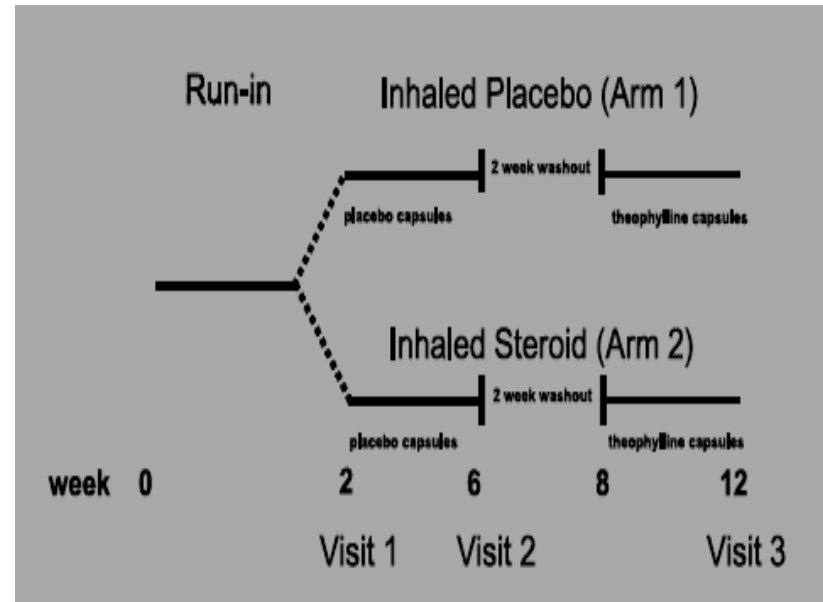 Run-in
Inhaled Placebo (Arm 1)
2 week washout
placebo capsules
theophylline capsules
Inhaled Steroid (Arm 2)
2 week washout
placebo capsules
theophylline capsules
week 0 2 6 8 12
Visit 1 Visit 2 Visit 3